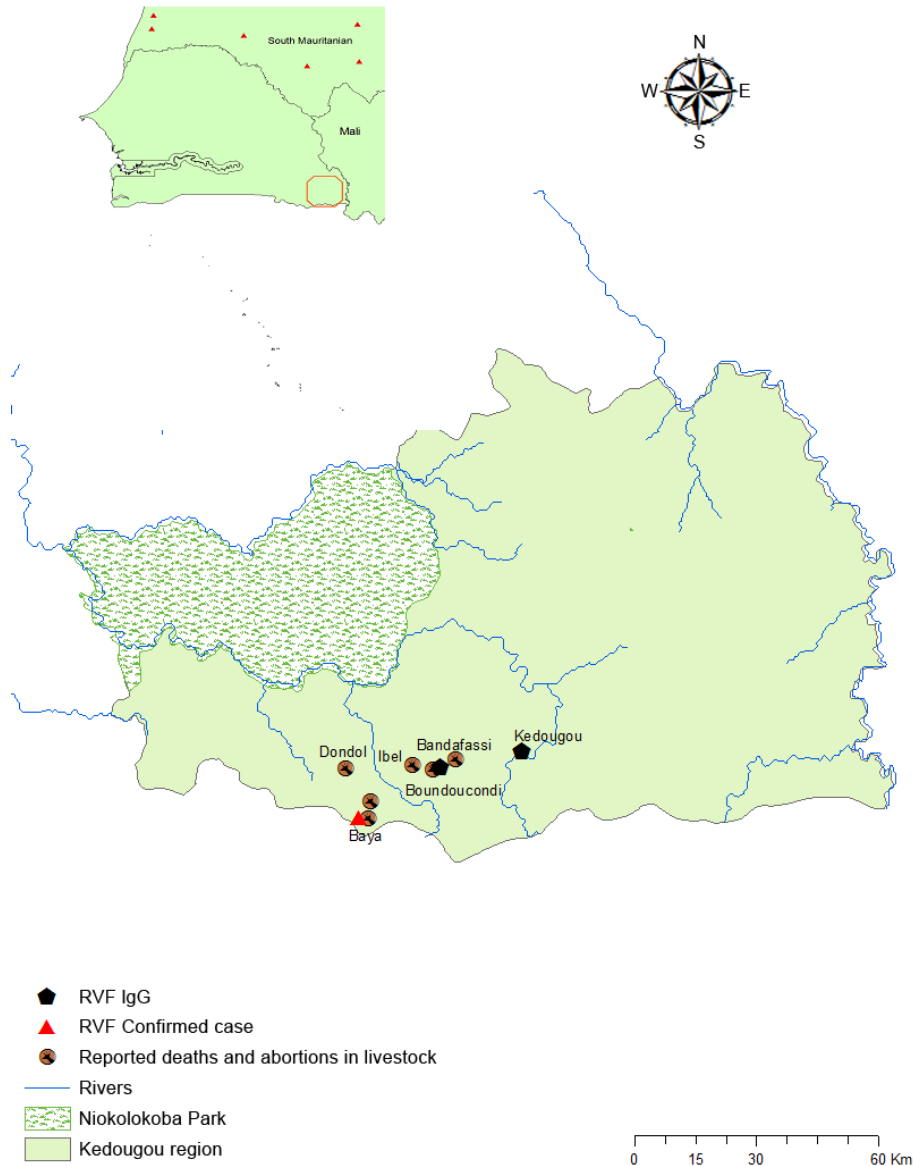 South Mauritanian
Mali
N
W E
S
Dondol
Ibel
Bandafassi
Kedougou
Boundoucondi
Baya
RVF IgG
RVF Confirmed case
Reported deaths and abortions in livestock
Rivers
Niokolokoba Park
Kedougou region
0 15 30 60 Km